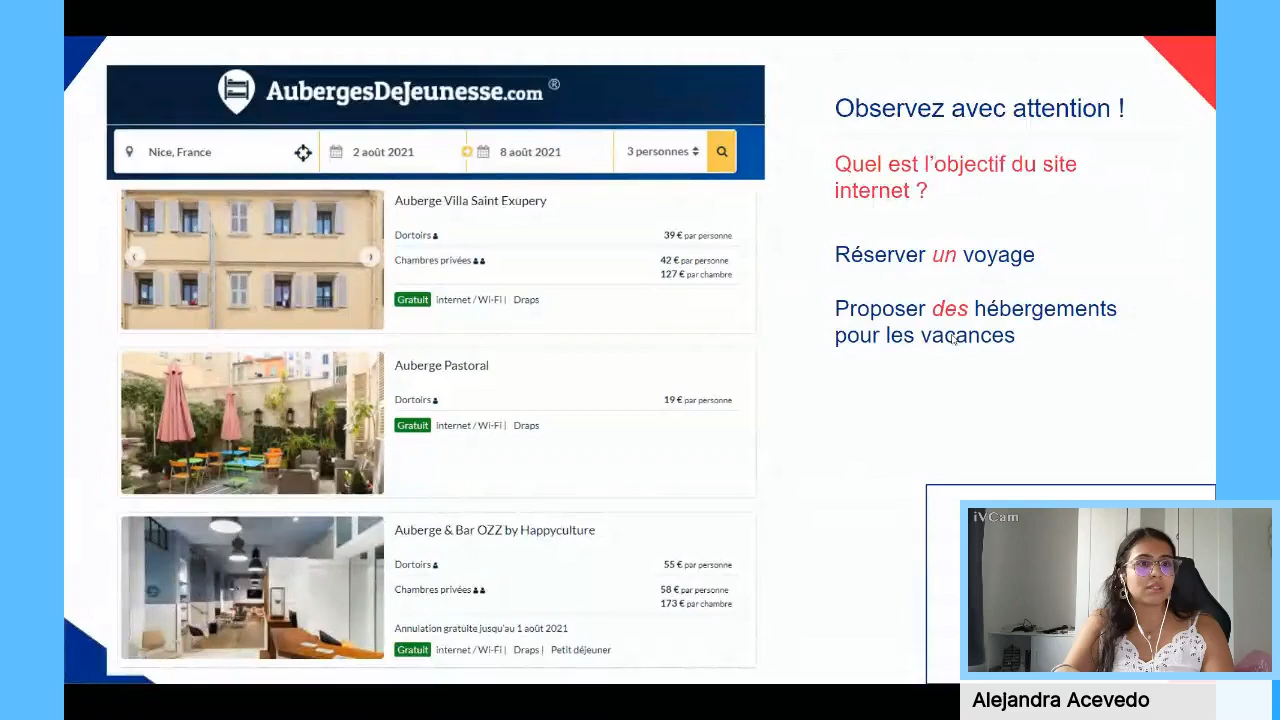 AubergesDeJeunesse.com ®
Nice, France
2 août 2021
8 août 2021
3 personnes
Auberge Villa Saint Exupery
Dortoirs
39 € par personne
Chambres privées
42 € par personne
127 € par chambre
Gratuit internet / Wi-Fi | Draps
Auberge Pastoral
Dortoirs
19 € par personne
Gratuit internet / Wi-Fi | Draps
Auberge & Bar OZZ by Happyculture
Dortoirs
55 € par personne
Chambres privées
58 € par personne
173 € par chambre
Annulation gratuite jusqu'au 1 août 2021
Gratuit internet / Wi-Fi | Draps | Petit déjeuner
Observez avec attention !
Quel est l'objectif du site
internet ?
Réserver un voyage
Proposer des hébergements
pour les vacances
iVCam
Alejandra Acevedo